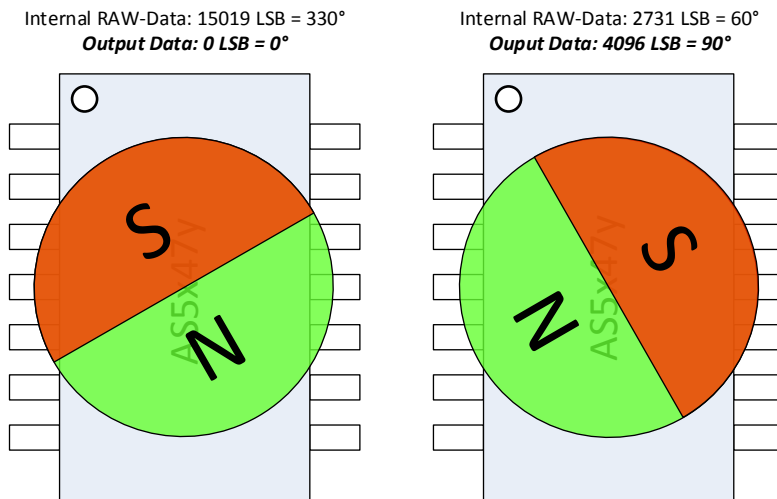 Internal RAW-Data: 15019 LSB = 330°
Output Data: 0 LSB = 0°
S
N
AS5x47y
Internal RAW-Data: 2731 LSB = 60°
Ouput Data: 4096 LSB = 90°
S
N
AS5x47y